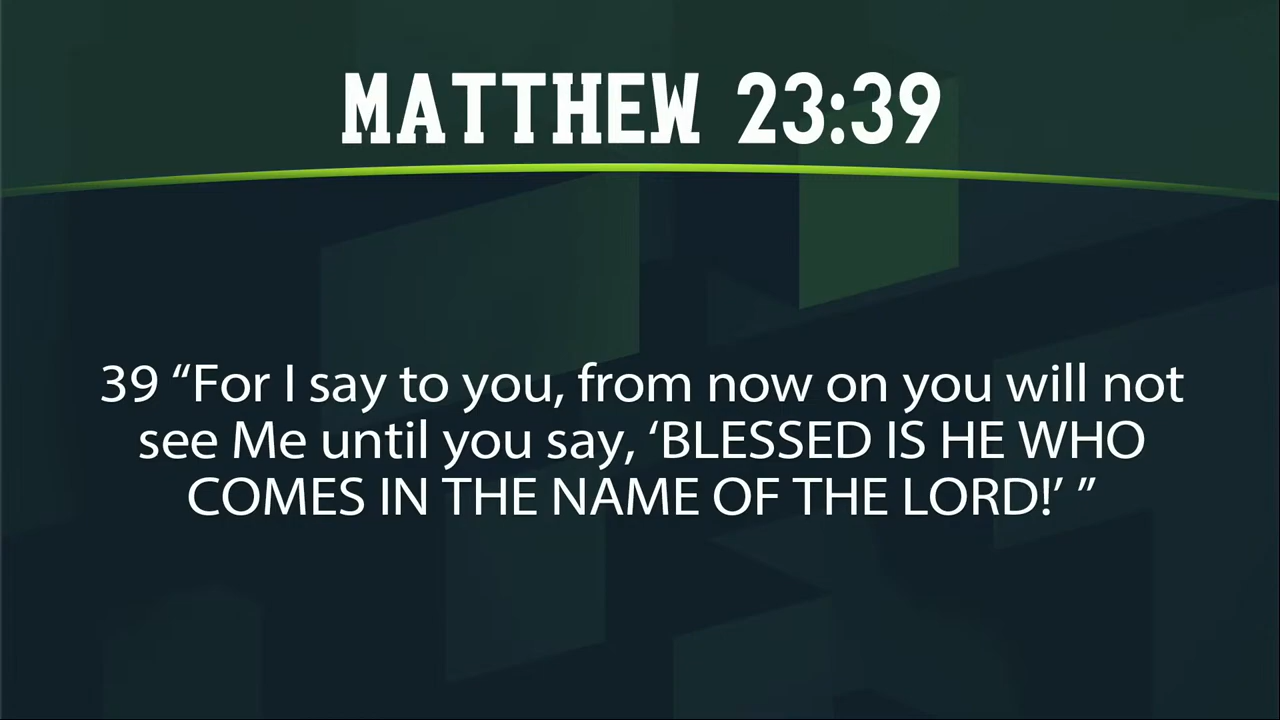 MATTHEW 23:39
39 “For I say to you, from now on you will not
see Me until you say, ‘BLESSED IS HE WHO
COMES IN THE NAME OF THE LORD!’ ”